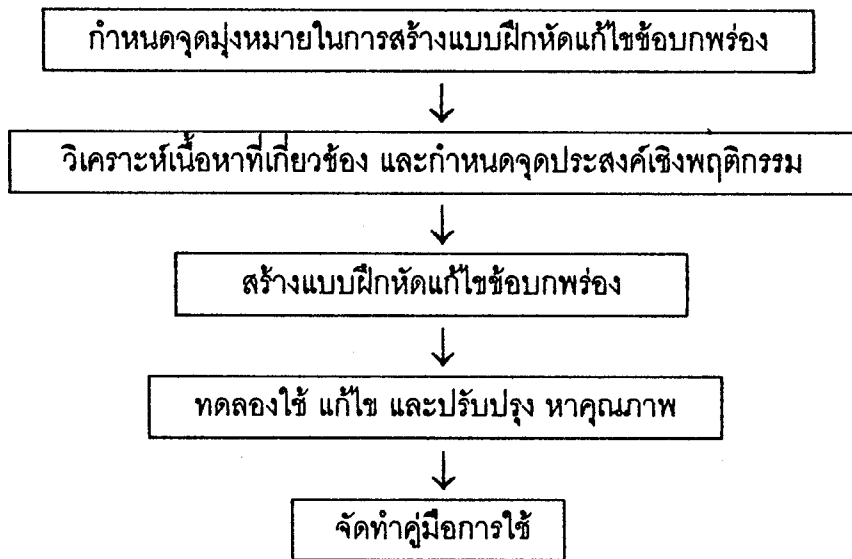 กำหนดจุดมุ่งหมายในการสร้างแบบฝึกหัดแก้ไขข้อบกพร่อง
วิเคราะห์เนื้อหาที่เกี่ยวข้อง และกำหนดจุดประสงค์เชิงพฤติกรรม
สร้างแบบฝึกหัดแก้ไขข้อบกพร่อง
ทดลองใช้ แก้ไข และปรับปรุง หาคุณภาพ
จัดทำคู่มือการใช้